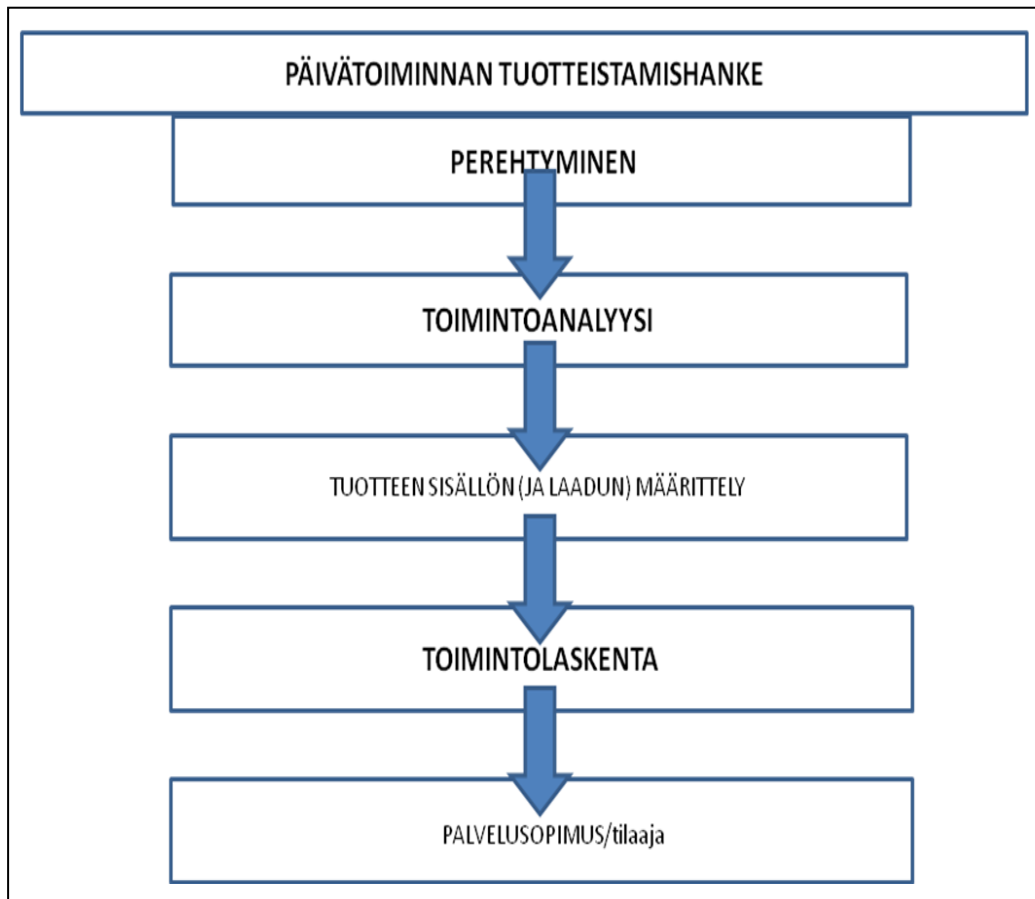 PÄIVÄTOIMINNAN TUOTTEISTAMISHANKE
PEREHTYMINEN
TOIMINTOANALYYSI
TUOTTEEN SISÄLLÖN (JA LAADUN) MÄÄRITTELY
TOIMINTOLASKENTA
PALVELUSOPIMUS/tilaaja